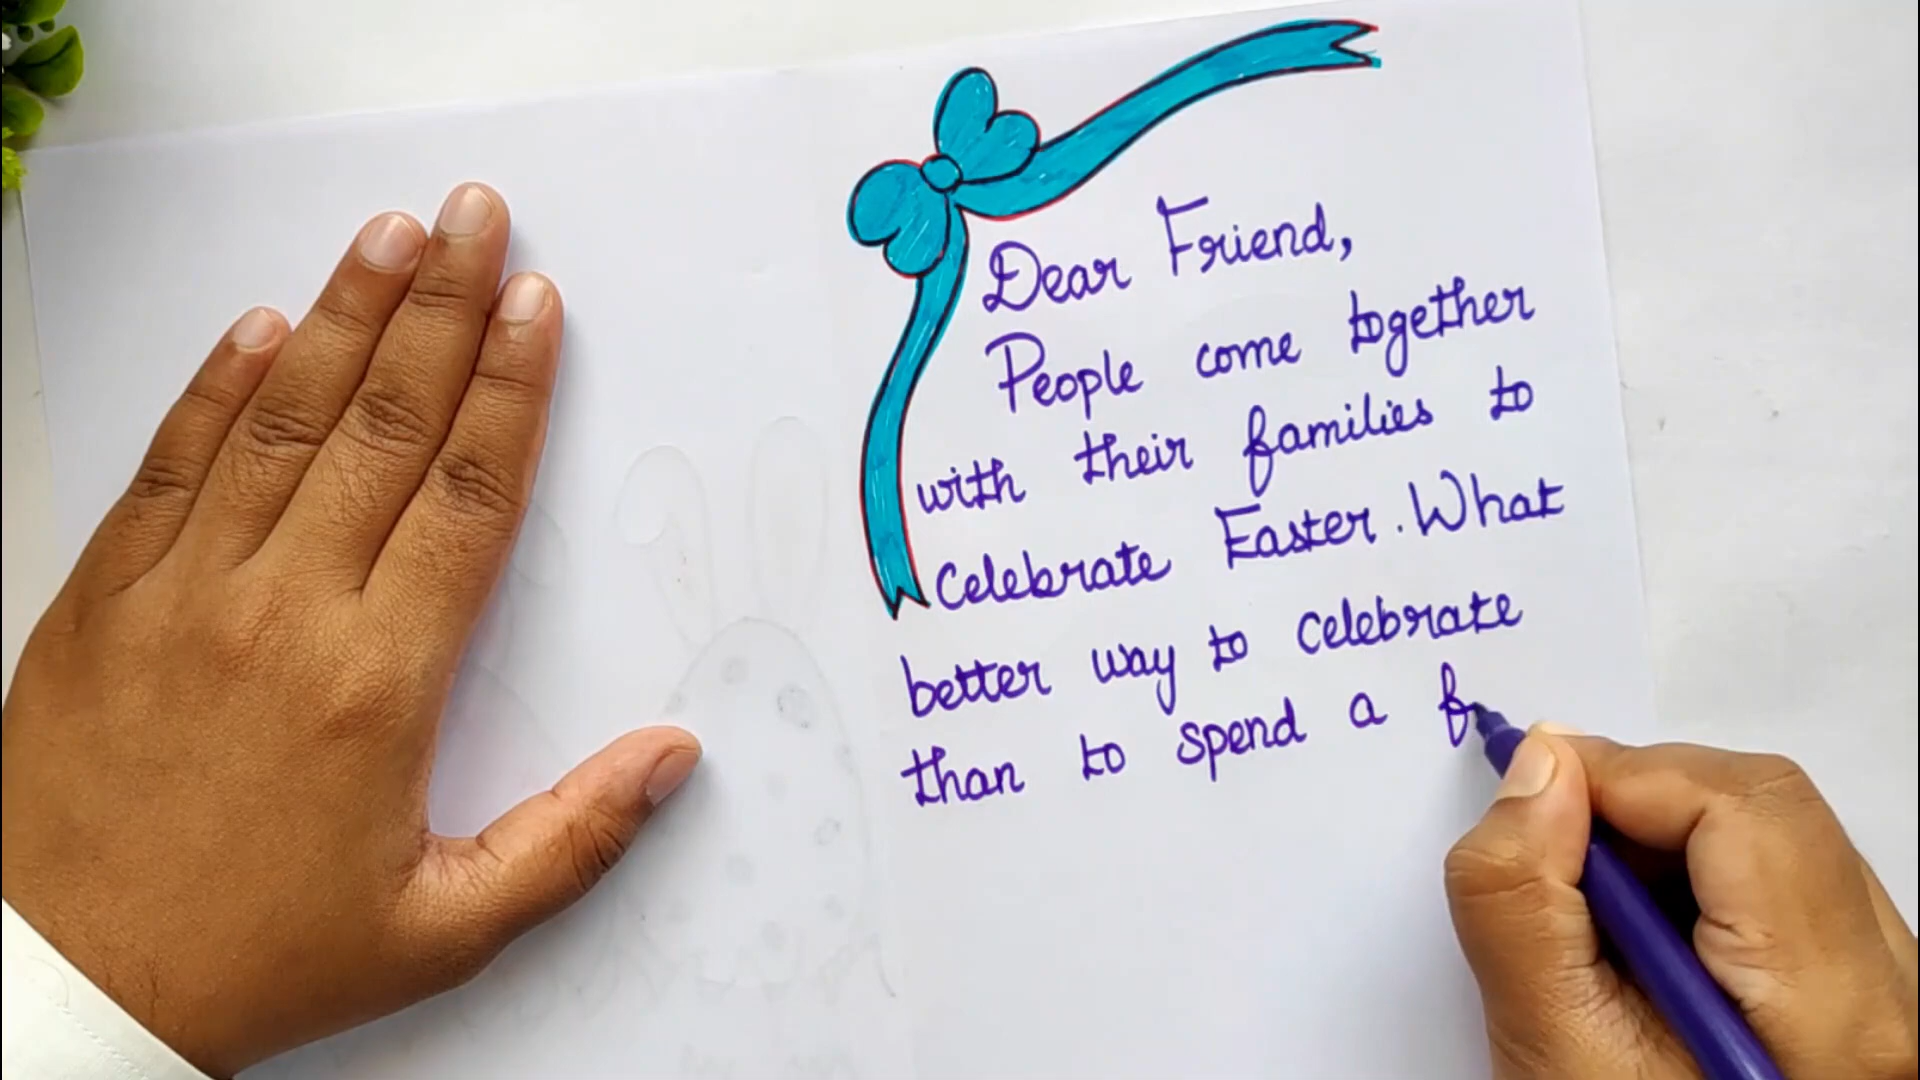 Dear Friend,
People come together
with their families to
celebrate Easter. What
better way to celebrate
than to spend a f